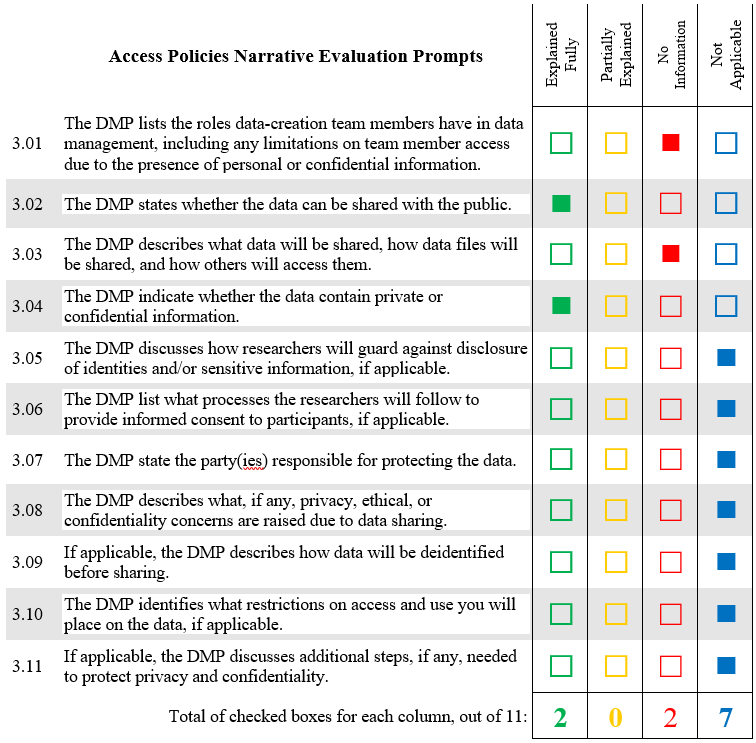 Access Policies Narrative Evaluation Prompts
Explained
Fully
Partially
Explained
No
Information
Not
Applicable
3.01
The DMP lists the roles data-creation team members have in data
management, including any limitations on team member access
due to the presence of personal or confidential information.
3.02
The DMP states whether the data can be shared with the public.
3.03
The DMP describes what data will be shared, how data files will
be shared, and how others will access them.
3.04
The DMP indicate whether the data contain private or
confidential information.
3.05
The DMP discusses how researchers will guard against disclosure
of identities and/or sensitive information, if applicable.
3.06
The DMP list what processes the researchers will follow to
provide informed consent to participants, if applicable.
3.07
The DMP state the party(ies) responsible for protecting the data.
3.08
The DMP describes what, if any, privacy, ethical, or
confidentiality concerns are raised due to data sharing.
3.09
If applicable, the DMP describes how data will be deidentified
before sharing.
3.10
The DMP identifies what restrictions on access and use you will
place on the data, if applicable.
3.11
If applicable, the DMP discusses additional steps, if any, needed
to protect privacy and confidentiality.
Total of checked boxes for each column, out of 11: 2 0 2 7